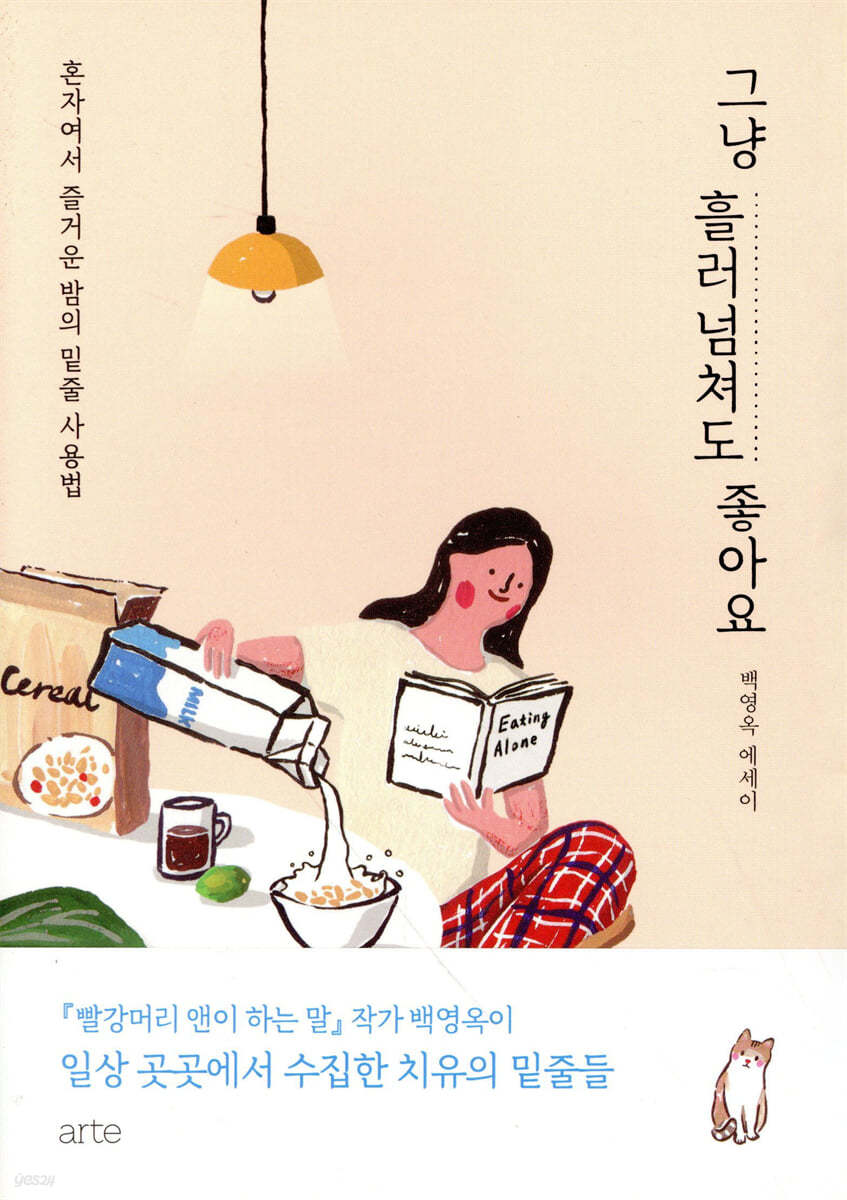 그냥 흘러넘쳐도 좋아요
백영옥 에세이
혼자여서 즐거운 밤의 밑줄 사용법
Cereal
MILK
Eating
Alone
『빨강머리 앤이 하는 말』 작가 백영옥이
일상 곳곳에서 수집한 치유의 밑줄들
arte
yes24